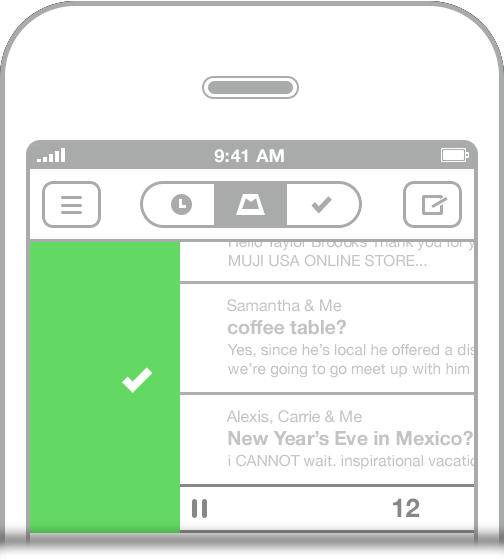 9:41 AM
Hello Taylor Broooks Thank you for y
MUJI USA ONLINE STORE...
Samantha & Me
coffee table?
Yes, since he's local he offered a dis
we're going to go meet up with him
Alexis, Carrie & Me
New Year's Eve in Mexico?
i CANNOT wait. inspirational vacatic
12